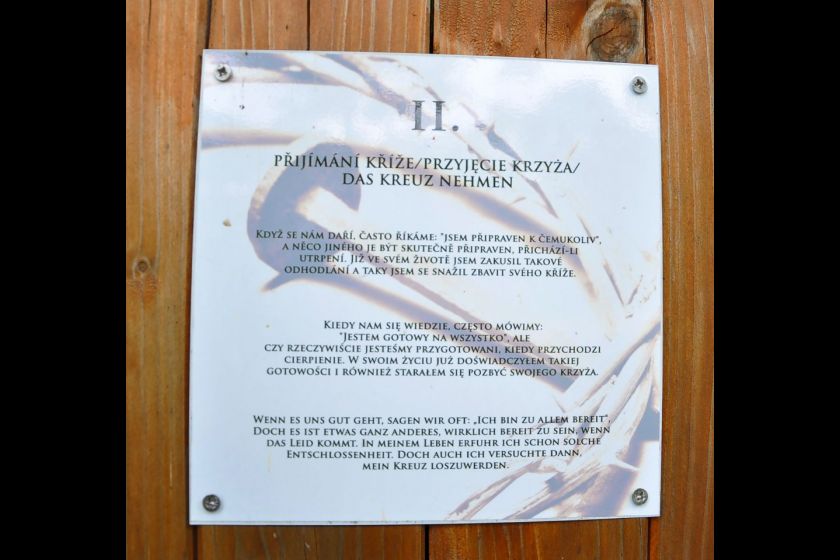 II.
PŘIJÍMÁNÍ KŘÍŽE/PRZYJĘCIE KRZYŻA/
DAS KREUZ NEHMEN
KDYŽ SE NÁM DAŘÍ, ČASTO ŘÍKÁME: "JSEM PŘIPRAVEN K ČEMUKOLIV",
A NĚCO JINÉHO JE BÝT SKUTEČNĚ PŘIPRAVEN, PŘICHÁZÍ-LI
UTRPENÍ. JIŽ VE SVÉM ŽIVOTĚ JSEM ZAKUSIL TAKOVÉ
ODHODLÁNÍ A TAKY JSEM SE SNAŽIL ZBAVIT SVÉHO KŘÍŽE.
KIEDY NAM SIĘ WIEDZIE, CZĘSTO MÓWIMY:
"JESTEM GOTOWY NA WSZYSTKO", ALE
CZY RZECZYWIŚCIE JESTEŚMY PRZYGOTOWANI, KIEDY PRZYCHODZI
CIERPIENIE. W SWOIM ŻYCIU JUŻ DOŚWIADCZYŁEM TAKIEJ
GOTOWOŚCI I RÓWNIEŻ STARAŁEM SIĘ POZBYĆ SWOJEGO KRZYŻA.
WENN ES UNS GUT GEHT, SAGEN WIR OFT: „ICH BIN ZU ALLEM BEREIT",
DOCH ES IST ETWAS GANZ ANDERES, WIRKLICH BEREIT ZU SEIN, WENN
DAS LEID KOMMT. IN MEINEM LEBEN ERFUHR ICH SCHON SOLCHE
ENTSCHLOSSENHEIT. DOCH AUCH ICH VERSUCHTE DANN,
MEIN KREUZ LOSZUWERDEN.